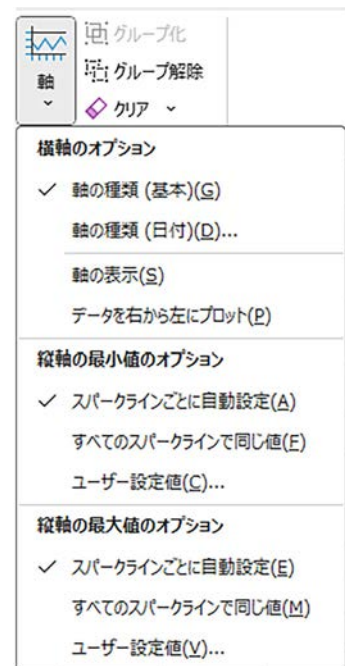 グループ化
グループ解除
軸
クリア
横軸のオプション
軸の種類 (基本)(G)
軸の種類 (日付)(D)...
軸の表示(S)
データを右から左にプロット(P)
縦軸の最小値のオプション
スパークラインごとに自動設定(A)
すべてのスパークラインで同じ値(F)
ユーザー設定値(C)...
縦軸の最大値のオプション
スパークラインごとに自動設定(E)
すべてのスパークラインで同じ値(M)
ユーザー設定値(V)...